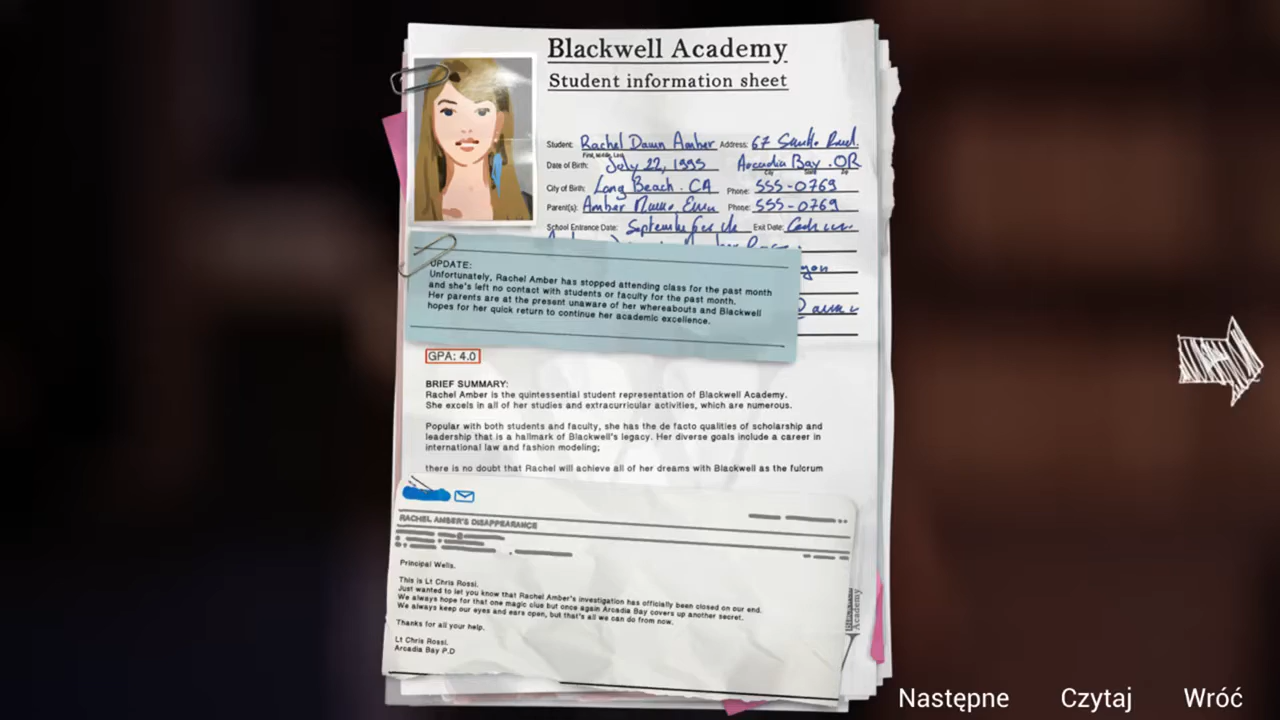 Blackwell Academy
Student information sheet
Student: Rachel Dawn Amber Address: 67
First, Middle, Last
Date of Birth: July 22, 1995 Arcadia Bay . OR
City State Zip
City of Birth: Long Beach . CA Phone: 555-0769
Parent(s): Amber Phone: 555-0769
School Entrance Date: Exit Date:
UPDATE:
Unfortunately, Rachel Amber has stopped attending class for the past month
and she's left no contact with students or faculty for the past month.
Her parents are at the present unaware of her whereabouts and Blackwell
hopes for her quick return to continue her academic excellence.
GPA: 4.0
BRIEF SUMMARY:
Rachel Amber is the quintessential student representation of Blackwell Academy.
She excels in all of her studies and extracurricular activities, which are numerous.
Popular with both students and faculty, she has the de facto qualities of scholarship and
leadership that is a hallmark of Blackwell's legacy. Her diverse goals include a career in
international law and fashion modeling;
there is no doubt that Rachel will achieve all of her dreams with Blackwell as the fulcrum
RACHEL AMBER'S DISAPPEARANCE
Principal Wells.
This is Lt Chris Rossi.
Just wanted to let you know that Rachel Amber's investigation has officially been closed on our end.
We always hope for that one magic clue but once again Arcadia Bay covers up another secret.
We always keep our eyes and ears open, but that's all we can do from now.
Thanks for all your help.
Lt Chris Rossi.
Arcadia Bay P.D
Academy
Następne Czytaj Wróć